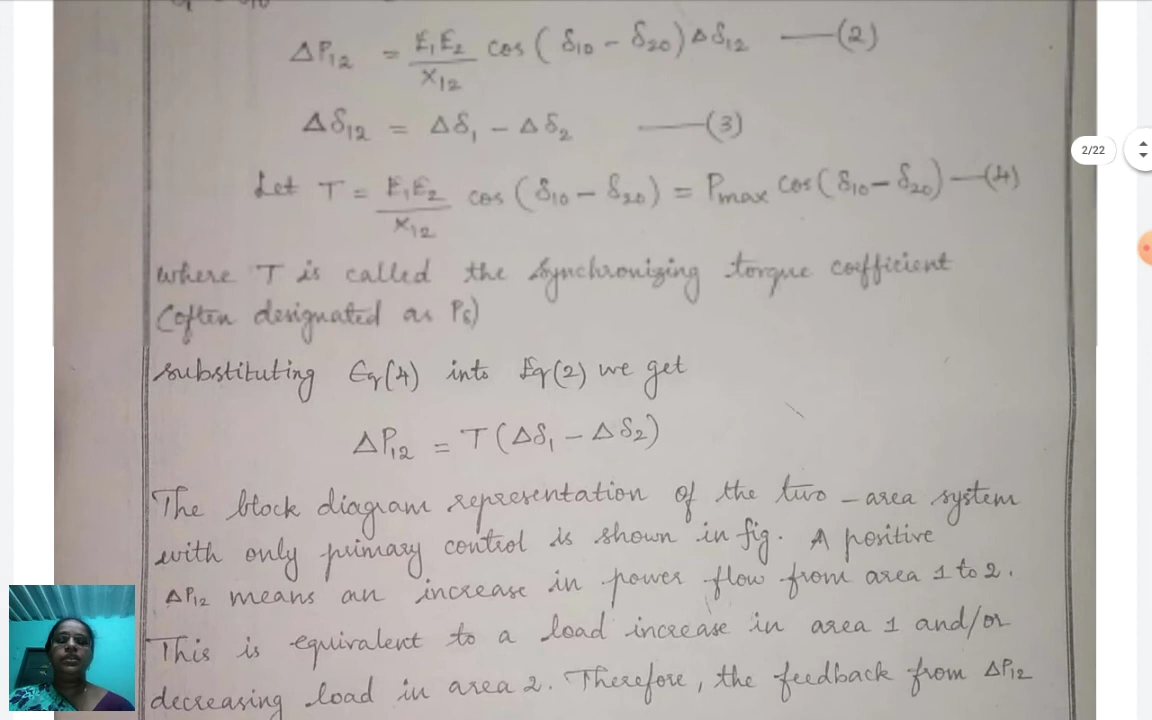 ΔP12 = E1E2/X12 cos(δ10 - δ20)Δδ12 —(2)
Δδ12 = Δδ1 - Δδ2 —(3)
Let T = E1E2/X12 cos(δ10 - δ20) = Pmax cos(δ10 - δ20) —(4)
where T is called the synchronizing torque coefficient
(often designated as Ps)
substituting Eq(4) into Eq(2) we get
ΔP12 = T(Δδ1 - Δδ2)
The block diagram representation of the two-area system
with only primary control is shown in fig. A positive
ΔP12 means an increase in power flow from area 1 to 2.
This is equivalent to a load increase in area 1 and/or
decreasing load in area 2. Therefore, the feedback from ΔP12
2/22